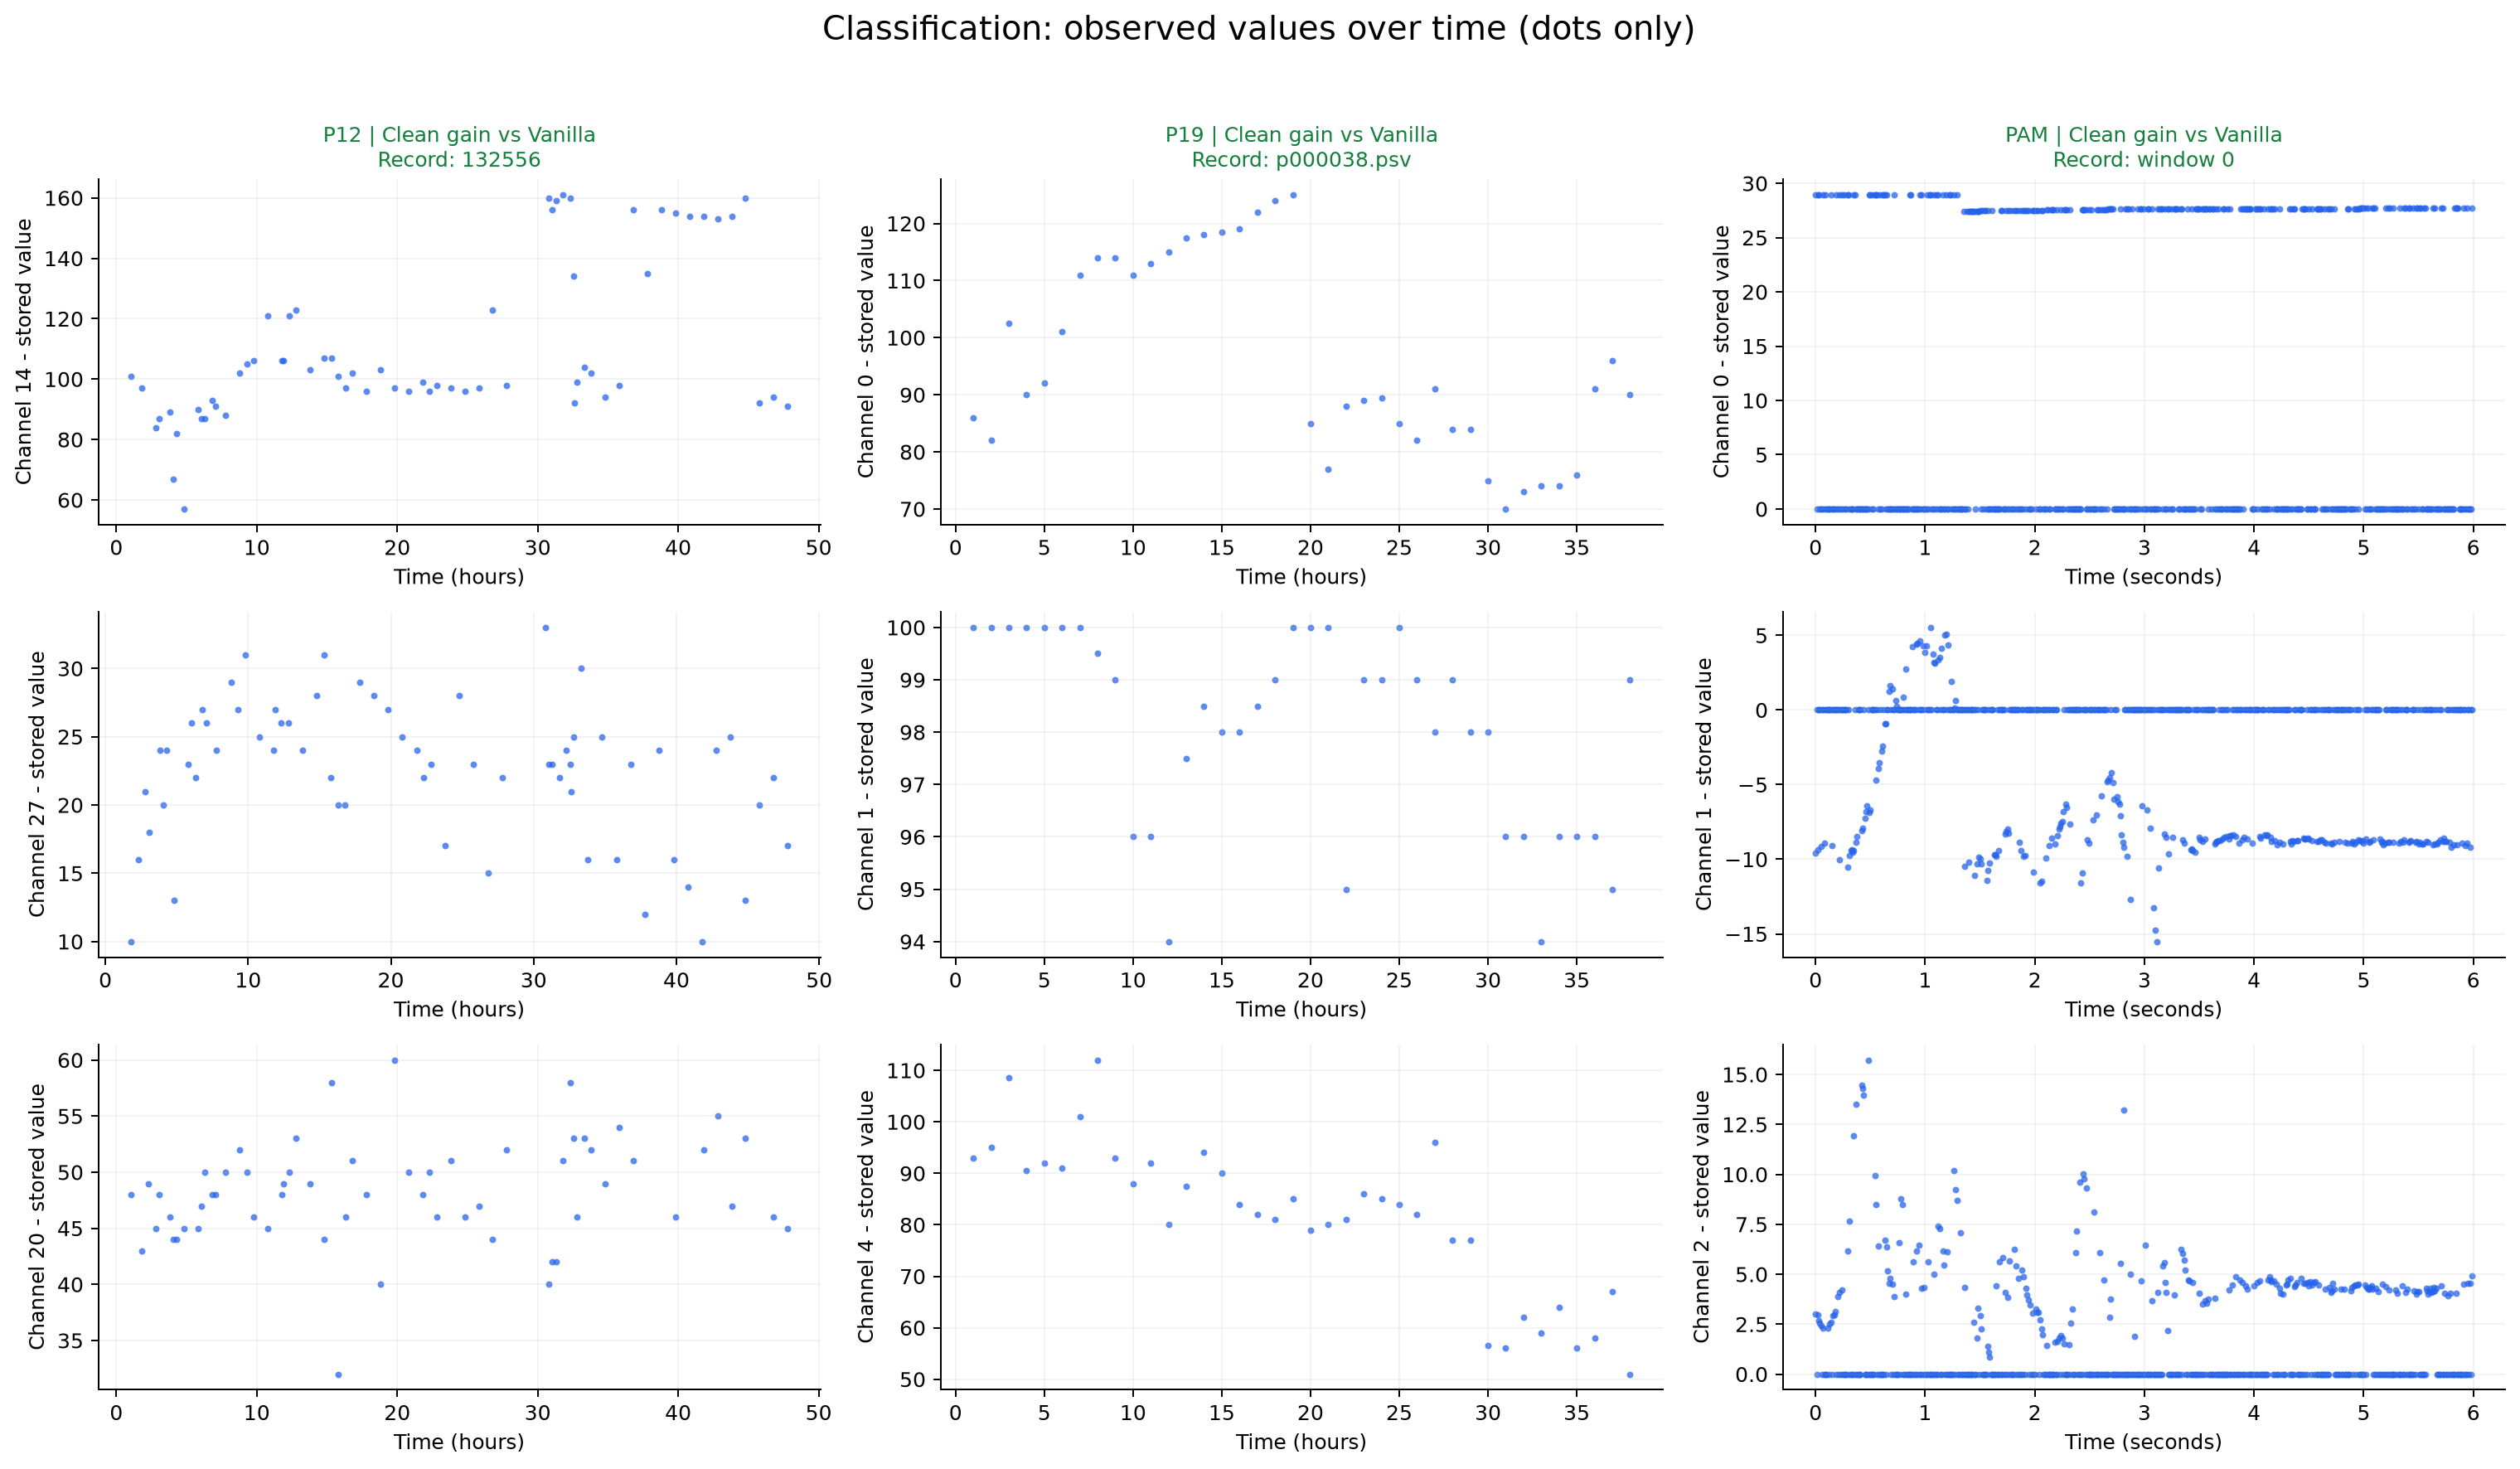 Classification: observed values over time (dots only)
P12 | Clean gain vs Vanilla
Record: 132556
P19 | Clean gain vs Vanilla
Record: p000038.psv
PAM | Clean gain vs Vanilla
Record: window 0
Channel 14 - stored value
160
140
120
100
80
60
0 10 20 30 40 50
Time (hours)
Channel 0 - stored value
120
110
100
90
80
70
0 5 10 15 20 25 30 35
Time (hours)
Channel 0 - stored value
30
25
20
15
10
5
0
0 1 2 3 4 5 6
Time (seconds)
Channel 27 - stored value
30
25
20
15
10
0 10 20 30 40 50
Time (hours)
Channel 1 - stored value
100
99
98
97
96
95
94
0 5 10 15 20 25 30 35
Time (hours)
Channel 1 - stored value
5
0
−5
−10
−15
0 1 2 3 4 5 6
Time (seconds)
Channel 20 - stored value
60
55
50
45
40
35
0 10 20 30 40 50
Time (hours)
Channel 4 - stored value
110
100
90
80
70
60
50
0 5 10 15 20 25 30 35
Time (hours)
Channel 2 - stored value
15.0
12.5
10.0
7.5
5.0
2.5
0.0
0 1 2 3 4 5 6
Time (seconds)